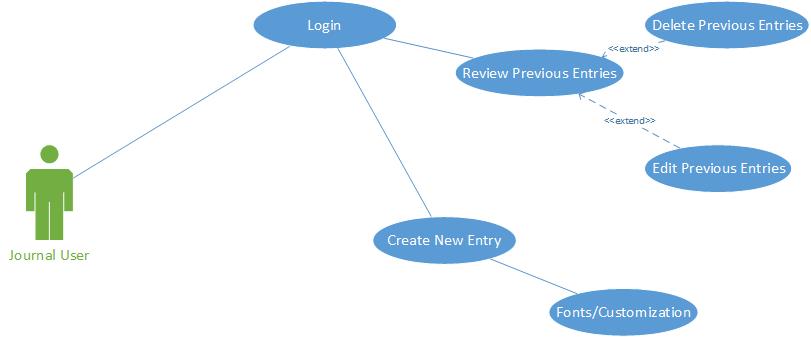 Login
Delete Previous Entries
<<extend>>
Review Previous Entries
<<extend>>
Edit Previous Entries
Create New Entry
Journal User
Fonts/Customization